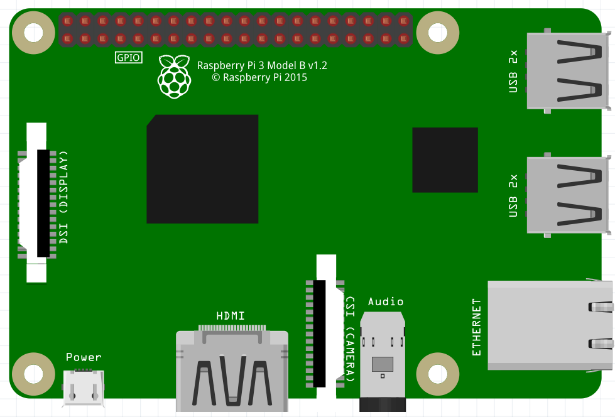 GPIO
Raspberry Pi 3 Model B v1.2
© Raspberry Pi 2015
USB 2x
DSI (DISPLAY)
USB 2x
HDMI
CSI (CAMERA)
Audio
ETHERNET
Power